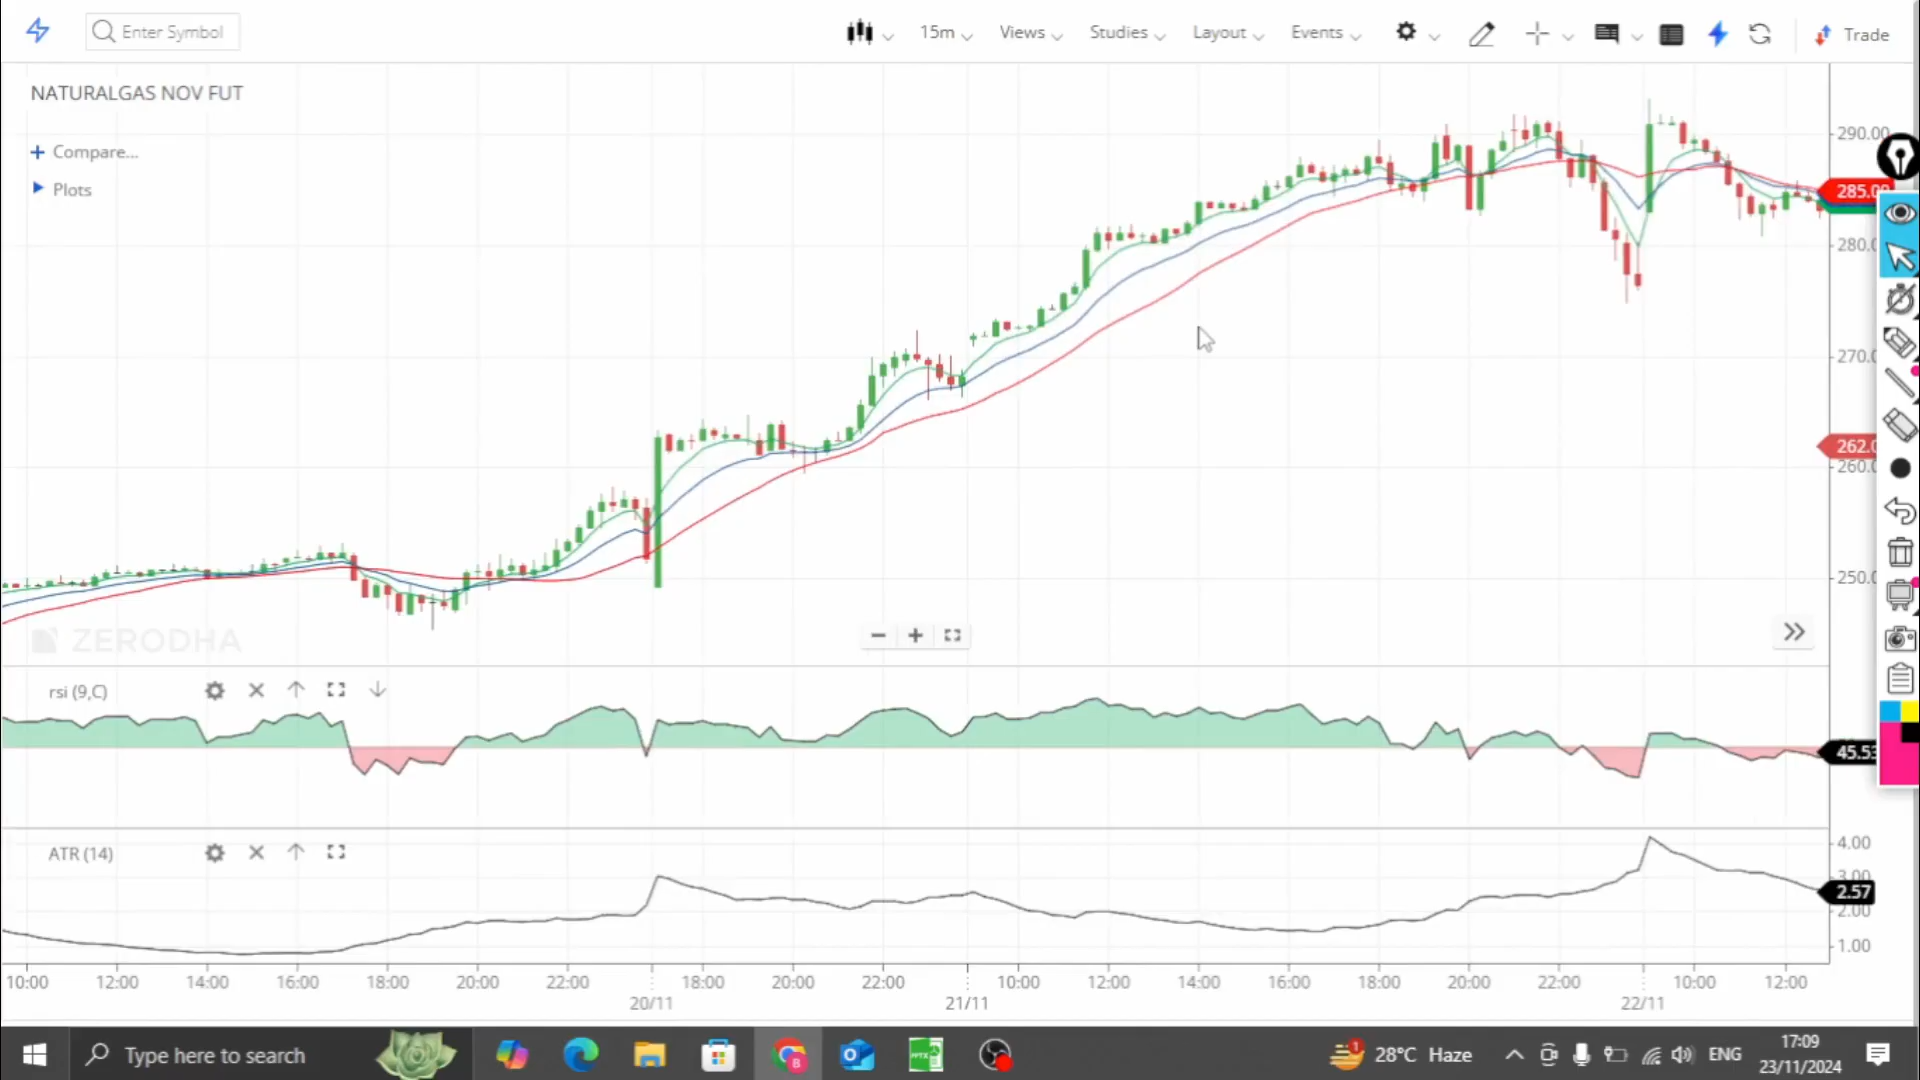 Enter Symbol
15m
Views
Studies
Layout
Events
Trade
NATURALGAS NOV FUT
Compare...
Plots
290.00
285.0
280.0
270.0
262.0
260.0
250.0
ZERODHA
rsi (9,C)
45.53
ATR (14)
4.00
3.00
2.57
2.00
1.00
10:00 12:00 14:00 16:00 18:00 20:00 22:00 18:00 20:00 22:00 10:00 12:00 14:00 16:00 18:00 20:00 22:00 10:00 12:00
20/11 21/11 22/11
Type here to search
1
28°C Haze
ENG
17:09
23/11/2024